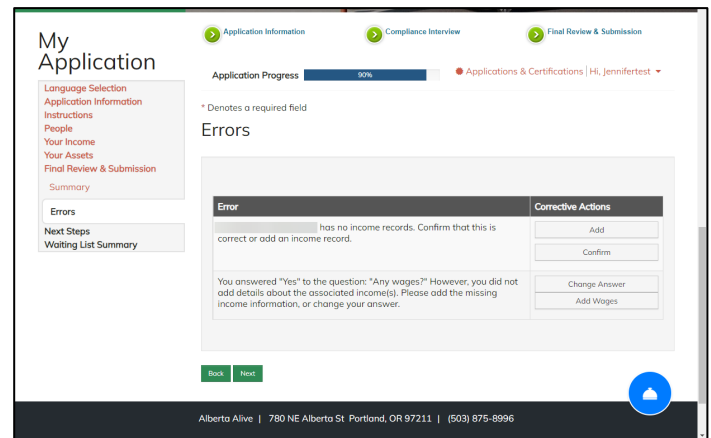 My
Application
Application Information
Compliance Interview
Final Review & Submission
Application Progress
90%
Applications & Certifications | Hi, Jennifertest
Language Selection
Application Information
Instructions
People
Your Income
Your Assets
Final Review & Submission
Summary
Errors
Next Steps
Waiting List Summary
* Denotes a required field
Errors
Error
Corrective Actions
has no income records. Confirm that this is
correct or add an income record.
Add
Confirm
You answered "Yes" to the question: "Any wages?" However, you did not
add details about the associated income(s). Please add the missing
income information, or change your answer.
Change Answer
Add Wages
Back
Next
Alberta Alive | 780 NE Alberta St Portland, OR 97211 | (503) 875-8996